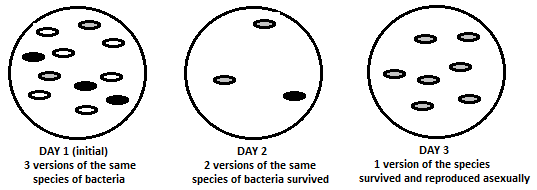 DAY 1 (initial)
3 versions of the same
species of bacteria
DAY 2
2 versions of the same
species of bacteria survived
DAY 3
1 version of the species
survived and reproduced asexually